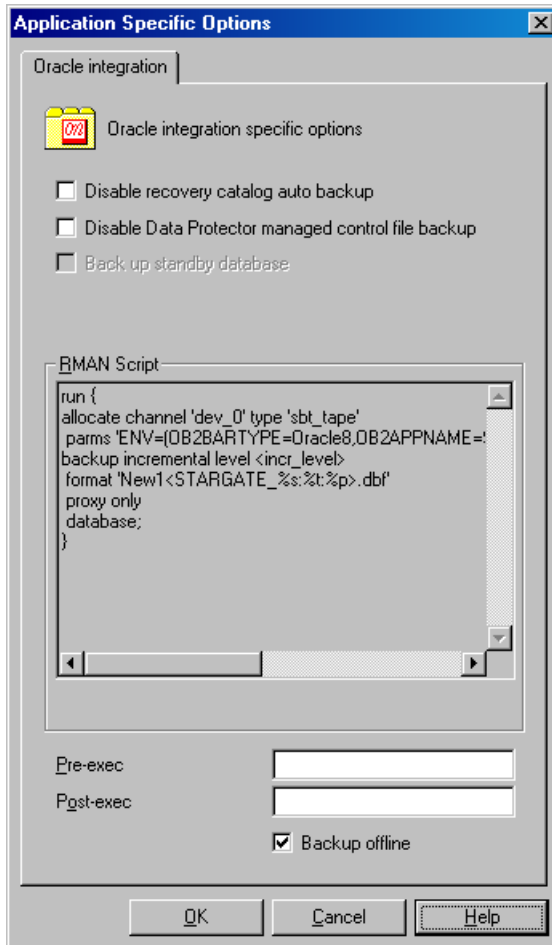 Application Specific Options
Oracle integration
Oracle integration specific options
Disable recovery catalog auto backup
Disable Data Protector managed control file backup
Back up standby database
RMAN Script
run {
allocate channel 'dev_0' type 'sbt_tape'
parms 'ENV=(OB2BARTYPE=Oracle8,OB2APPNAME=
backup incremental level <incr_level>
format 'New1<STARGATE_%s:%t:%p>.dbf'
proxy only
database;
}
Pre-exec
Post-exec
Backup offline
OK Cancel Help